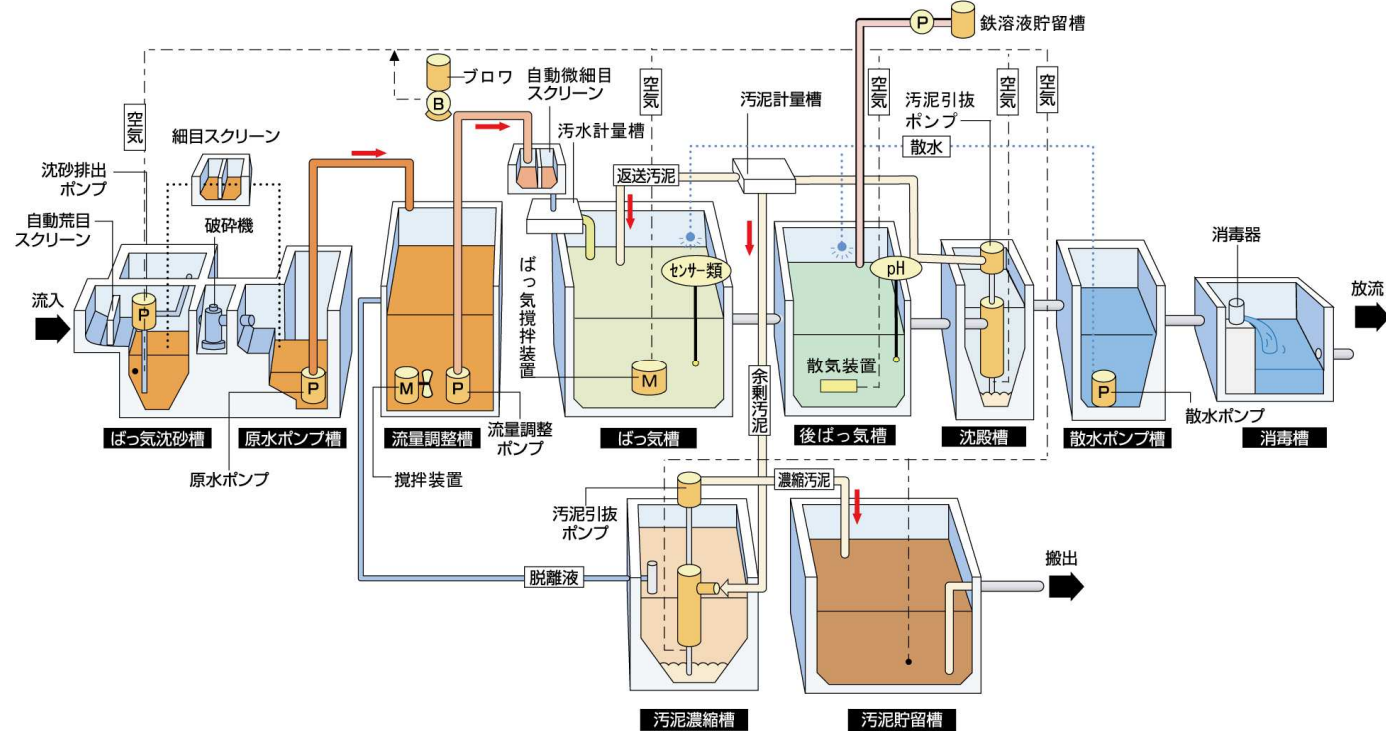 鉄溶液貯留槽
P
ブロワ
B
自動微細目
スクリーン
空気
汚泥計量槽
空気
汚泥引抜
ポンプ
空気
空気
空気
細目スクリーン
汚水計量槽
散水
沈砂排出
ポンプ
返送汚泥
破砕機
自動荒目
スクリーン
消毒器
センサー類
pH
ばっ気撹拌装置
流入
放流
P
散気装置
M
P
M
P
P
余剰汚泥
散水ポンプ
ばっ気沈砂槽
原水ポンプ槽
流量調整槽
流量調整
ポンプ
ばっ気槽
後ばっ気槽
沈殿槽
散水ポンプ槽
消毒槽
原水ポンプ
撹拌装置
濃縮汚泥
汚泥引抜
ポンプ
脱離液
搬出
汚泥濃縮槽
汚泥貯留槽